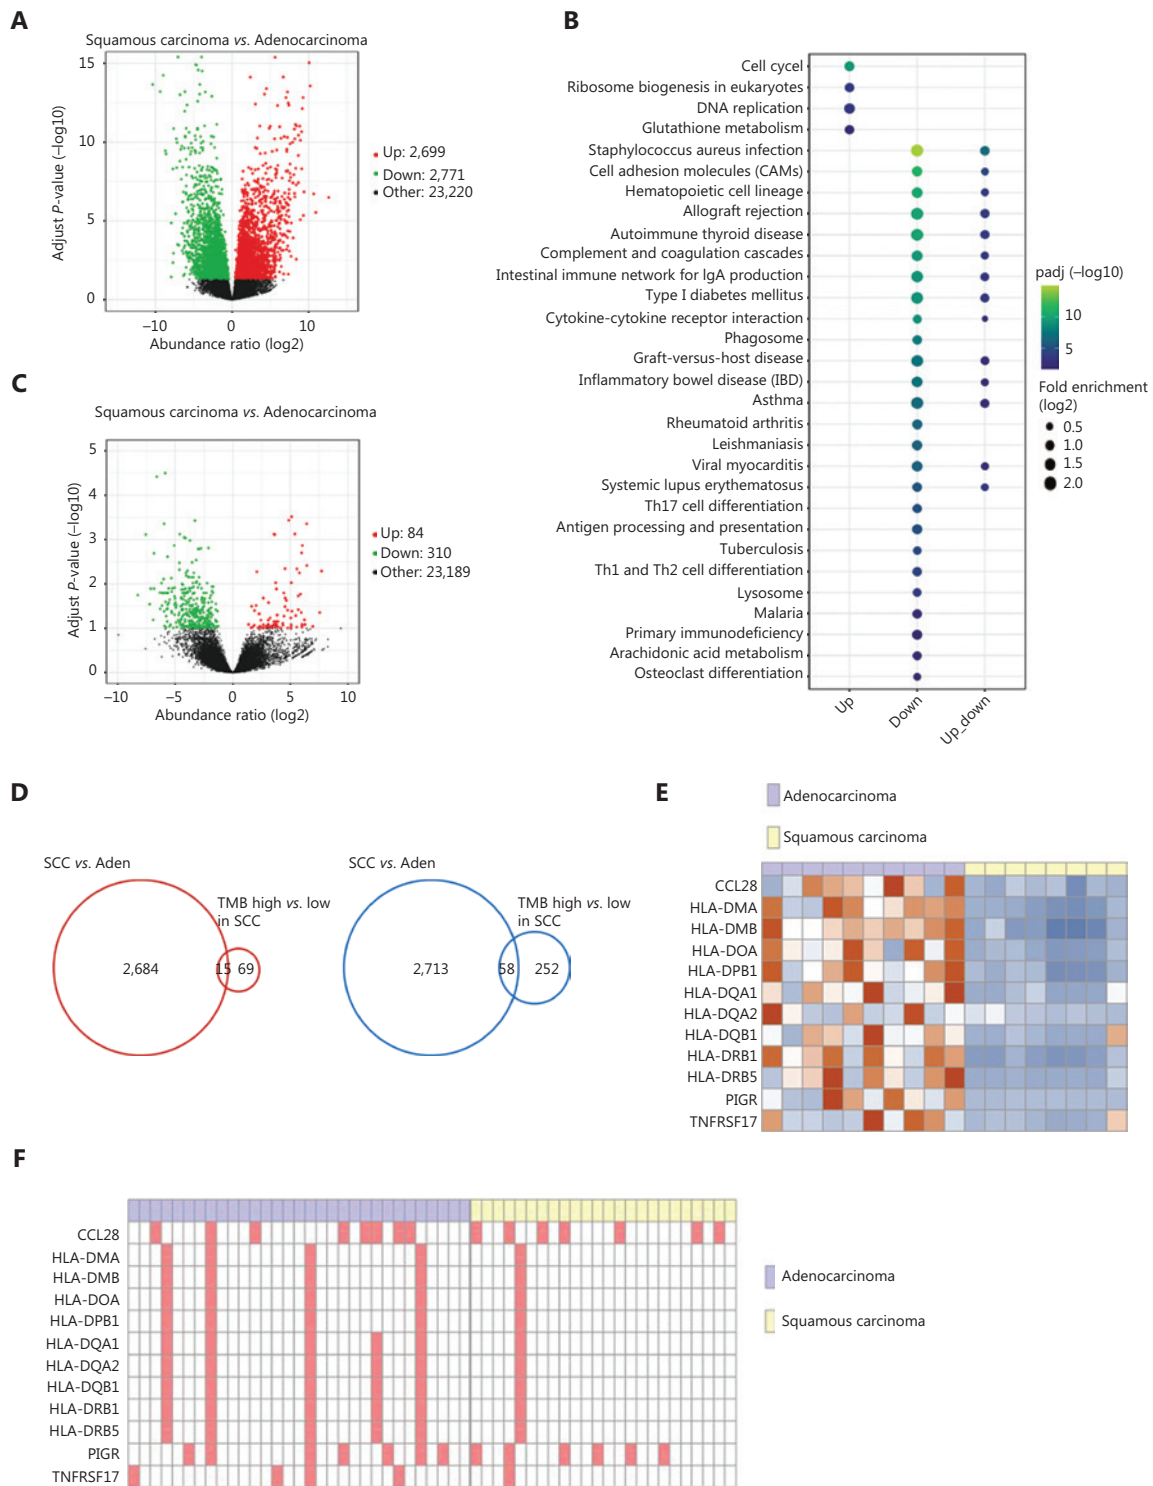 A
Squamous carcinoma vs. Adenocarcinoma
15
10
5
0
Adjust P-value (–log10)
–10 0 10
Abundance ratio (log2)
Up: 2,699
Down: 2,771
Other: 23,220
B
Cell cycel
Ribosome biogenesis in eukaryotes
DNA replication
Glutathione metabolism
Staphylococcus aureus infection
Cell adhesion molecules (CAMs)
Hematopoietic cell lineage
Allograft rejection
Autoimmune thyroid disease
Complement and coagulation cascades
Intestinal immune network for IgA production
Type I diabetes mellitus
Cytokine-cytokine receptor interaction
Phagosome
Graft-versus-host disease
Inflammatory bowel disease (IBD)
Asthma
Rheumatoid arthritis
Leishmaniasis
Viral myocarditis
Systemic lupus erythematosus
Th17 cell differentiation
Antigen processing and presentation
Tuberculosis
Th1 and Th2 cell differentiation
Lysosome
Malaria
Primary immunodeficiency
Arachidonic acid metabolism
Osteoclast differentiation
Up
Down
Up_down
padj (–log10)
10
5
Fold enrichment
(log2)
0.5
1.0
1.5
2.0
C
Squamous carcinoma vs. Adenocarcinoma
5
4
3
2
1
0
Adjust P-value (–log10)
–10 –5 0 5 10
Abundance ratio (log2)
Up: 84
Down: 310
Other: 23,189
D
SCC vs. Aden
TMB high vs. low
in SCC
2,684
15 69
SCC vs. Aden
TMB high vs. low
in SCC
2,713
58 252
E
Adenocarcinoma
Squamous carcinoma
CCL28
HLA-DMA
HLA-DMB
HLA-DOA
HLA-DPB1
HLA-DQA1
HLA-DQA2
HLA-DQB1
HLA-DRB1
HLA-DRB5
PIGR
TNFRSF17
F
CCL28
HLA-DMA
HLA-DMB
HLA-DOA
HLA-DPB1
HLA-DQA1
HLA-DQA2
HLA-DQB1
HLA-DRB1
HLA-DRB5
PIGR
TNFRSF17
Adenocarcinoma
Squamous carcinoma